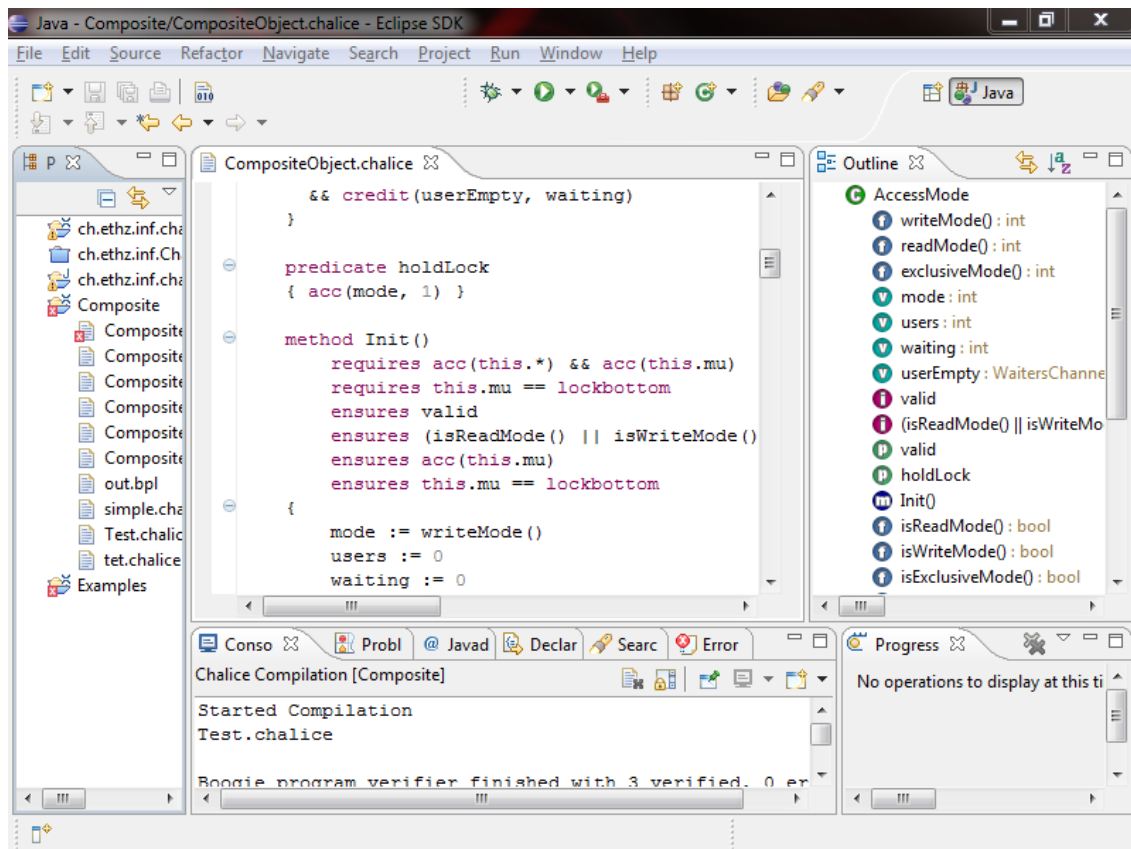 Java - Composite/CompositeObject.chalice - Eclipse SDK
File Edit Source Refactor Navigate Search Project Run Window Help
010
Java
P
ch.ethz.inf.cha
ch.ethz.inf.Ch
ch.ethz.inf.cha
Composite
Composite
Composite
Composite
Composite
Composite
Composite
out.bpl
simple.cha
Test.chalic
tet.chalice
Examples
CompositeObject.chalice
&& credit(userEmpty, waiting)
}
predicate holdLock
{ acc(mode, 1) }
method Init()
requires acc(this.*) && acc(this.mu)
requires this.mu == lockbottom
ensures valid
ensures (isReadMode() || isWriteMode()
ensures acc(this.mu)
ensures this.mu == lockbottom
{
mode := writeMode()
users := 0
waiting := 0
Outline
AccessMode
writeMode() : int
readMode() : int
exclusiveMode() : int
mode : int
users : int
waiting : int
userEmpty : WaitersChanne
valid
(isReadMode() || isWriteMo
valid
holdLock
Init()
isReadMode() : bool
isWriteMode() : bool
isExclusiveMode() : bool
Conso Probl @ Javad Declar Searc Error
Chalice Compilation [Composite]
Started Compilation
Test.chalice
Boogie program verifier finished with 3 verified, 0 er
Progress
No operations to display at this ti